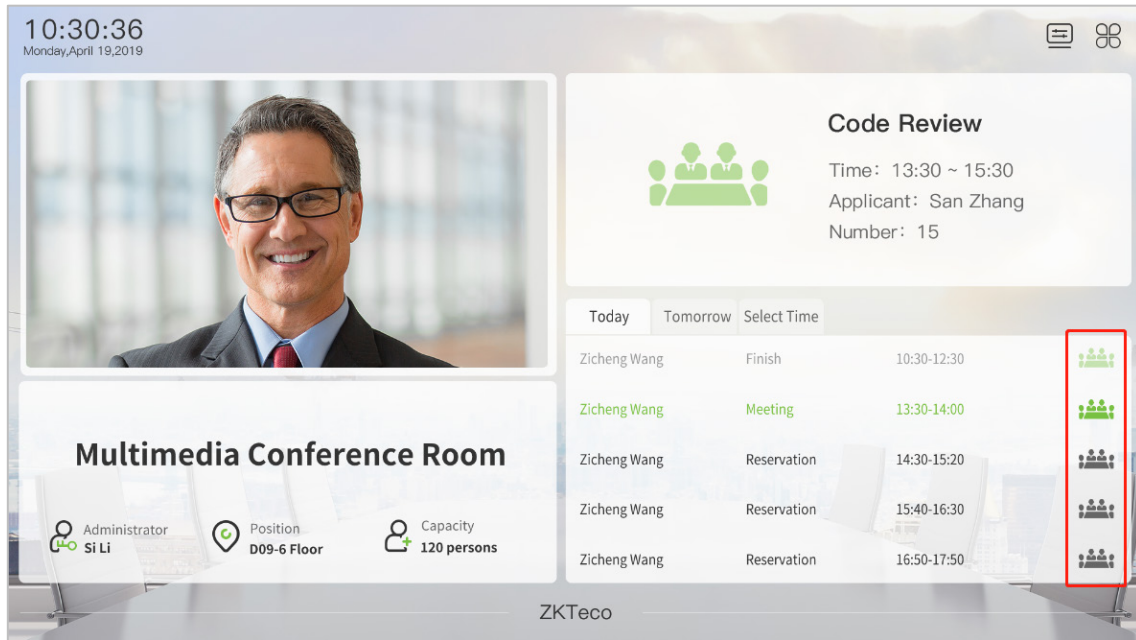 10:30:36
Monday,April 19,2019
Code Review
Time： 13:30 ~ 15:30
Applicant： San Zhang
Number： 15
Today Tomorrow Select Time
Zicheng Wang Finish 10:30-12:30
Zicheng Wang Meeting 13:30-14:00
Zicheng Wang Reservation 14:30-15:20
Zicheng Wang Reservation 15:40-16:30
Zicheng Wang Reservation 16:50-17:50
Multimedia Conference Room
Administrator
Si Li
Position
D09-6 Floor
Capacity
120 persons
ZKTeco